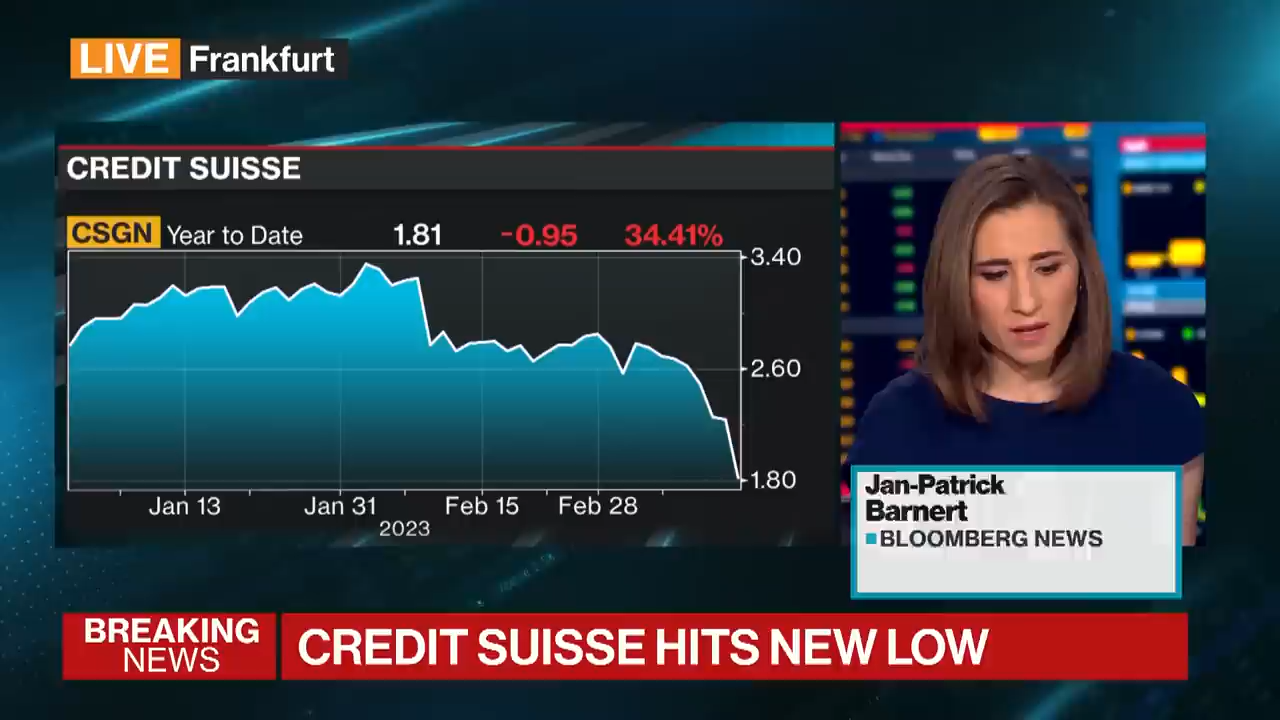 LIVE Frankfurt
CREDIT SUISSE
CSGN Year to Date 1.81 -0.95 34.41%
3.40
2.60
1.80
Jan 13 Jan 31 Feb 15 Feb 28
2023
Jan-Patrick
Barnert
BLOOMBERG NEWS
BREAKING
NEWS
CREDIT SUISSE HITS NEW LOW